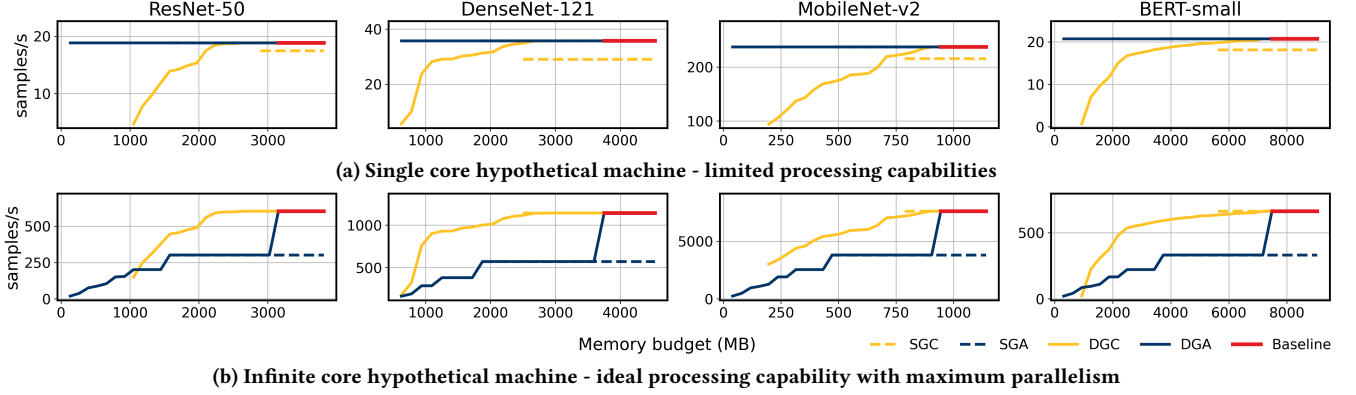 ResNet-50 DenseNet-121 MobileNet-v2 BERT-small
samples/s
20
10
0 1000 2000 3000
40
20
1000 2000 3000 4000
200
100
250 500 750 1000
20
10
0
2000 4000 6000 8000
(a) Single core hypothetical machine - limited processing capabilities
samples/s
500
250
0
0 1000 2000 3000
1000
500
1000 2000 3000 4000
5000
0
0 250 500 750 1000
500
0
0 2000 4000 6000 8000
Memory budget (MB) SGC SGA DGC DGA Baseline
(b) Infinite core hypothetical machine - ideal processing capability with maximum parallelism